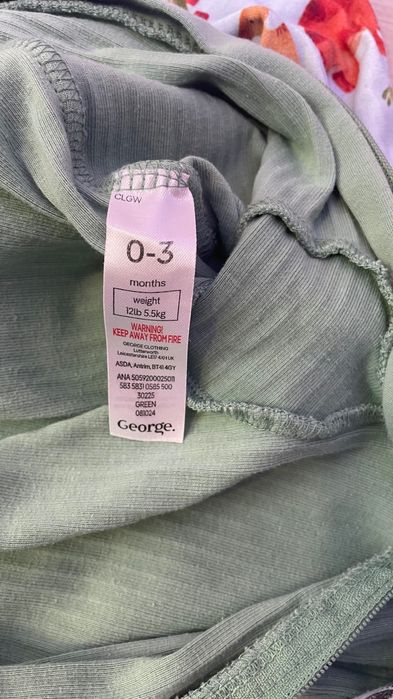 CLGW
0-3
months
weight
12lb 5.5kg
WARNING!
KEEP AWAY FROM FIRE
GEORGE CLOTHING
Lutterworth
Leicestershire LE17 4XH UK
ASDA, Antrim, BT41 4GY
ANA 5059200025011
583 5831 0585 500
30225
GREEN
081024
George.